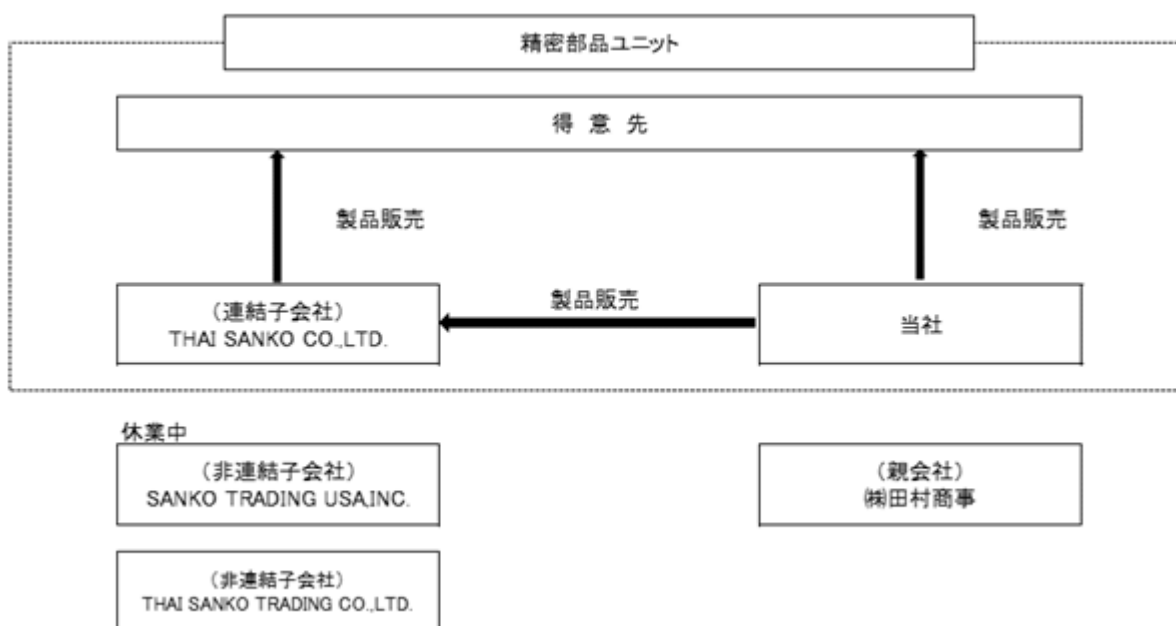 精密部品ユニット
得 意 先
製品販売
製品販売
(連結子会社)
THAI SANKO CO.,LTD.
製品販売
当社
休業中
(非連結子会社)
SANKO TRADING USA,INC.
(親会社)
㈱田村商事
(非連結子会社)
THAI SANKO TRADING CO.,LTD.